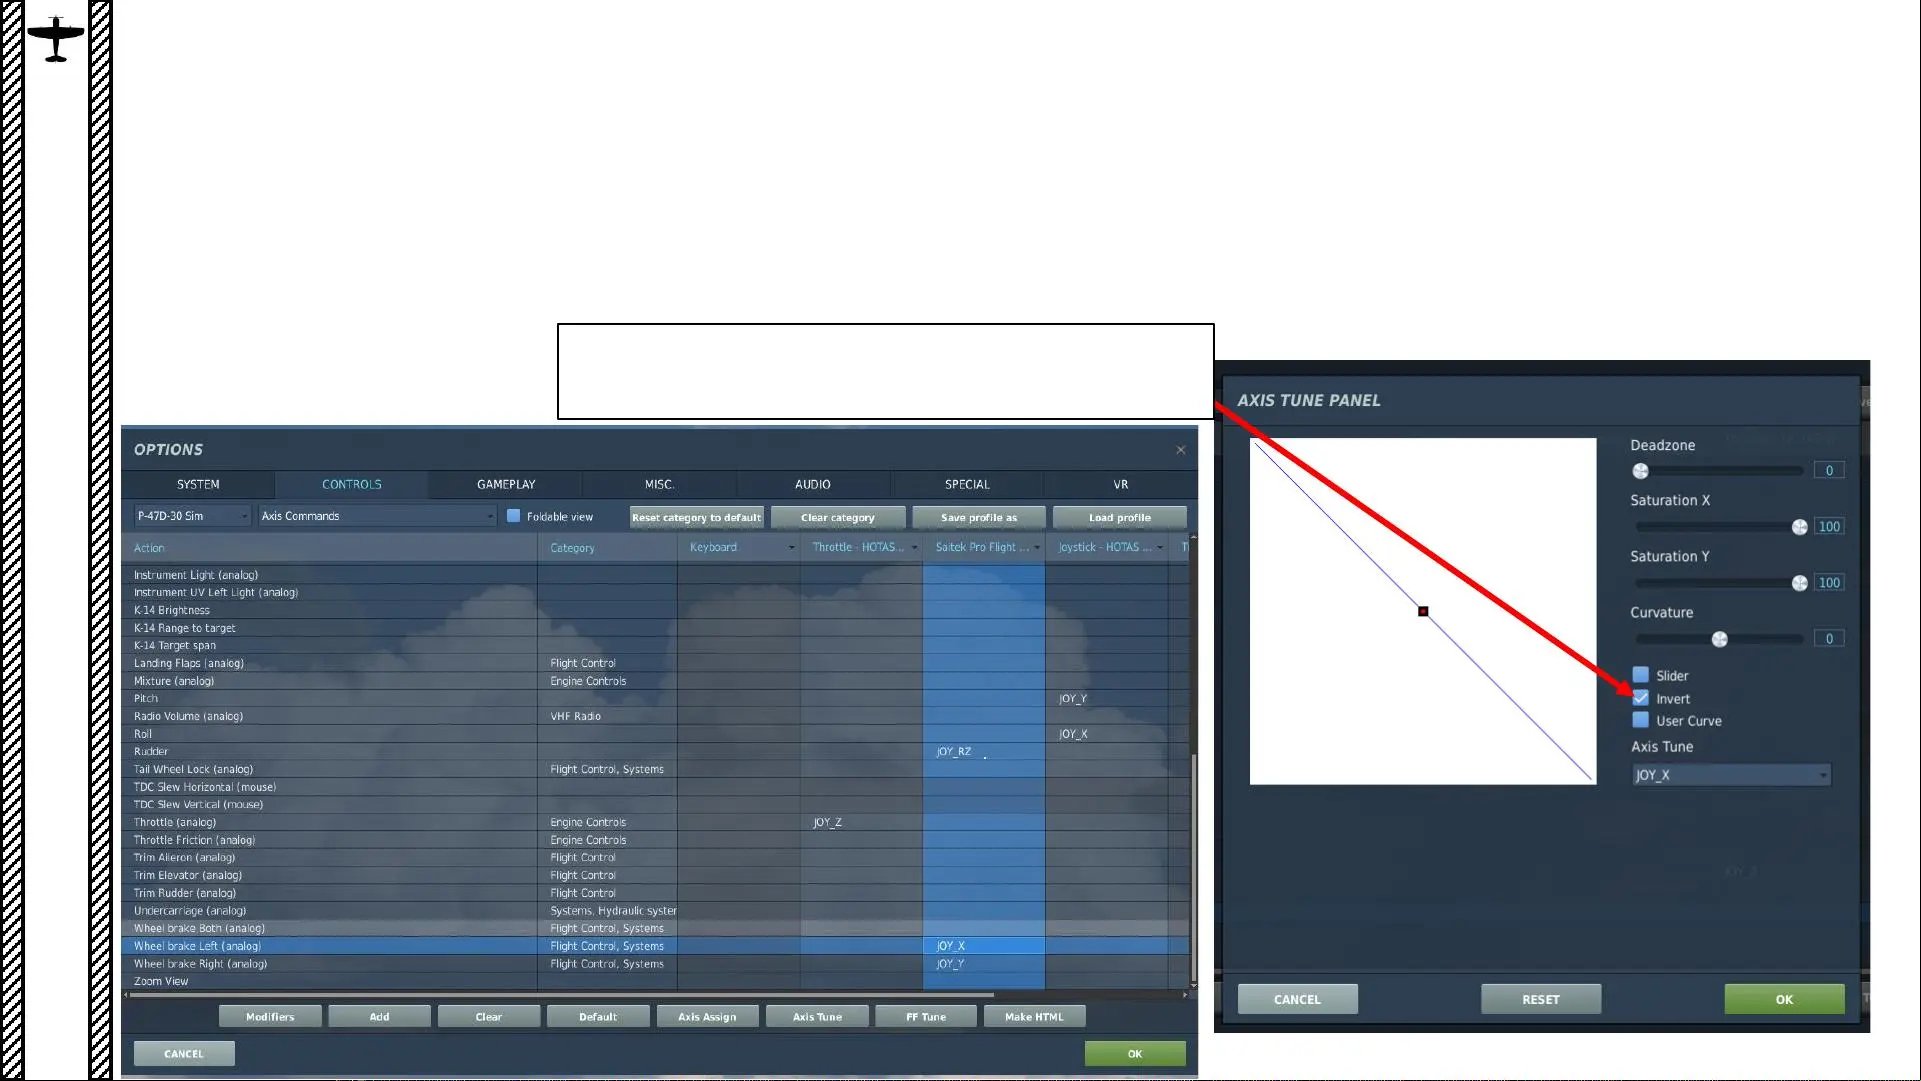 OPTIONS
SYSTEM CONTROLS GAMEPLAY MISC. AUDIO SPECIAL VR
P-47D-30 Sim Axis Commands Foldable view Reset category to default Clear category Save profile as Load profile
Action Category Keyboard Throttle - HOTAS... Saitek Pro Flight ... Joystick - HOTAS ...
Instrument Light (analog)
Instrument UV Left Light (analog)
K-14 Brightness
K-14 Range to target
K-14 Target span
Landing Flaps (analog) Flight Control
Mixture (analog) Engine Controls
Pitch JOY_Y
Radio Volume (analog) VHF Radio
Roll JOY_X
Rudder JOY_RZ
Tail Wheel Lock (analog) Flight Control, Systems
TDC Slew Horizontal (mouse)
TDC Slew Vertical (mouse)
Throttle (analog) Engine Controls JOY_Z
Throttle Friction (analog) Engine Controls
Trim Aileron (analog) Flight Control
Trim Elevator (analog) Flight Control
Trim Rudder (analog) Flight Control
Undercarriage (analog) Systems, Hydraulic syster
Wheel brake Both (analog) Flight Control, Systems
Wheel brake Left (analog) Flight Control, Systems JOY_X
Wheel brake Right (analog) Flight Control, Systems JOY_Y
Zoom View
Modifiers Add Clear Default Axis Assign Axis Tune FF Tune Make HTML
CANCEL OK
AXIS TUNE PANEL
Deadzone
0
Saturation X
100
Saturation Y
100
Curvature
0
Slider
Invert
User Curve
Axis Tune
JOY_X
CANCEL RESET OK